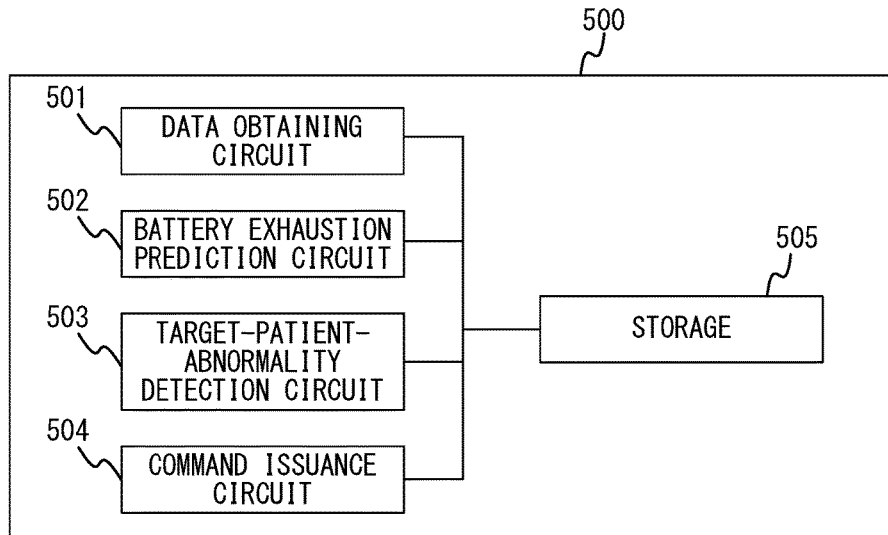 500
501
DATA OBTAINING
CIRCUIT
502
BATTERY EXHAUSTION
PREDICTION CIRCUIT
505
STORAGE
503
TARGET-PATIENT-
ABNORMALITY
DETECTION CIRCUIT
504
COMMAND ISSUANCE
CIRCUIT